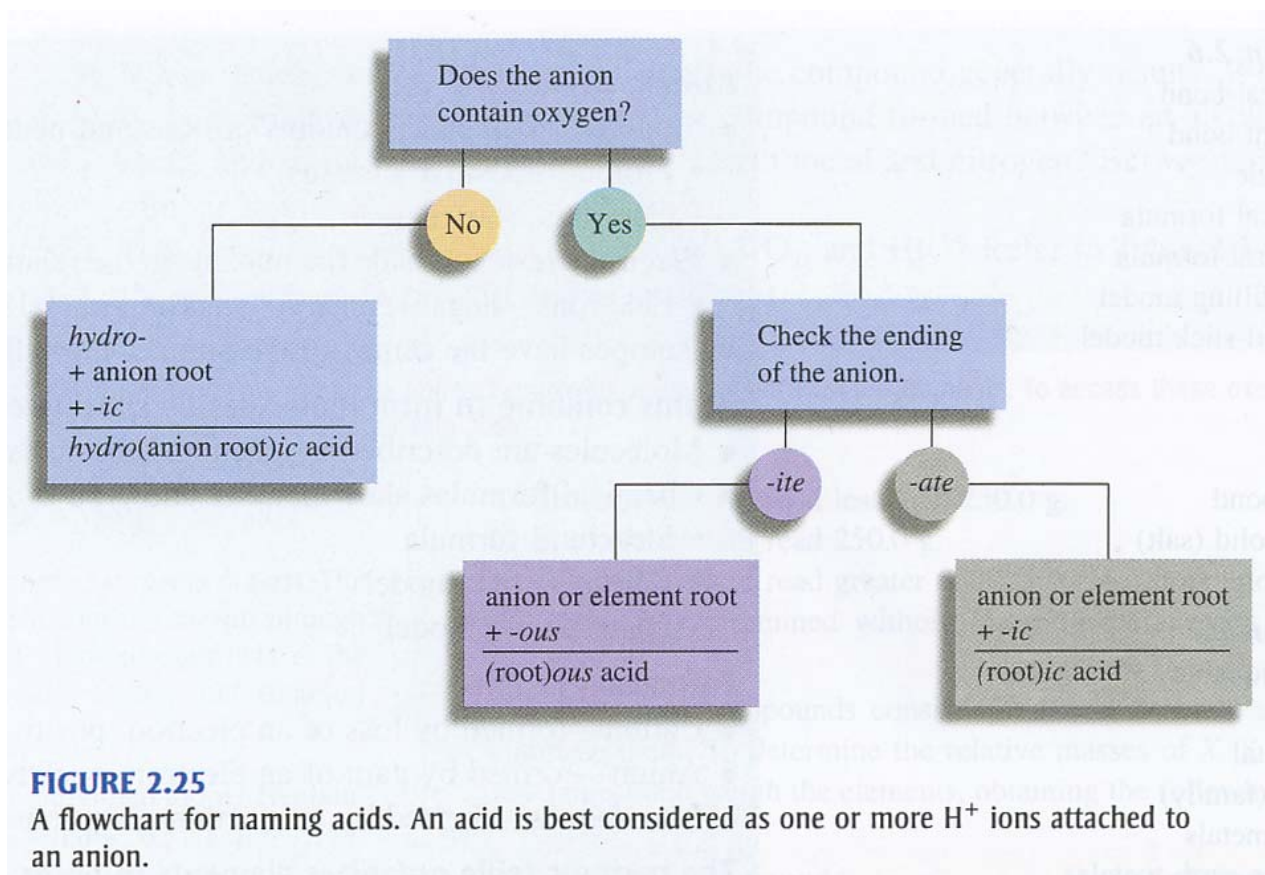 Does the anion
contain oxygen?
No
Yes
hydro-
+ anion root
+ -ic
hydro(anion root)ic acid
Check the ending
of the anion.
-ite
-ate
anion or element root
+ -ous
(root)ous acid
anion or element root
+ -ic
(root)ic acid
FIGURE 2.25
A flowchart for naming acids. An acid is best considered as one or more H⁺ ions attached to
an anion.